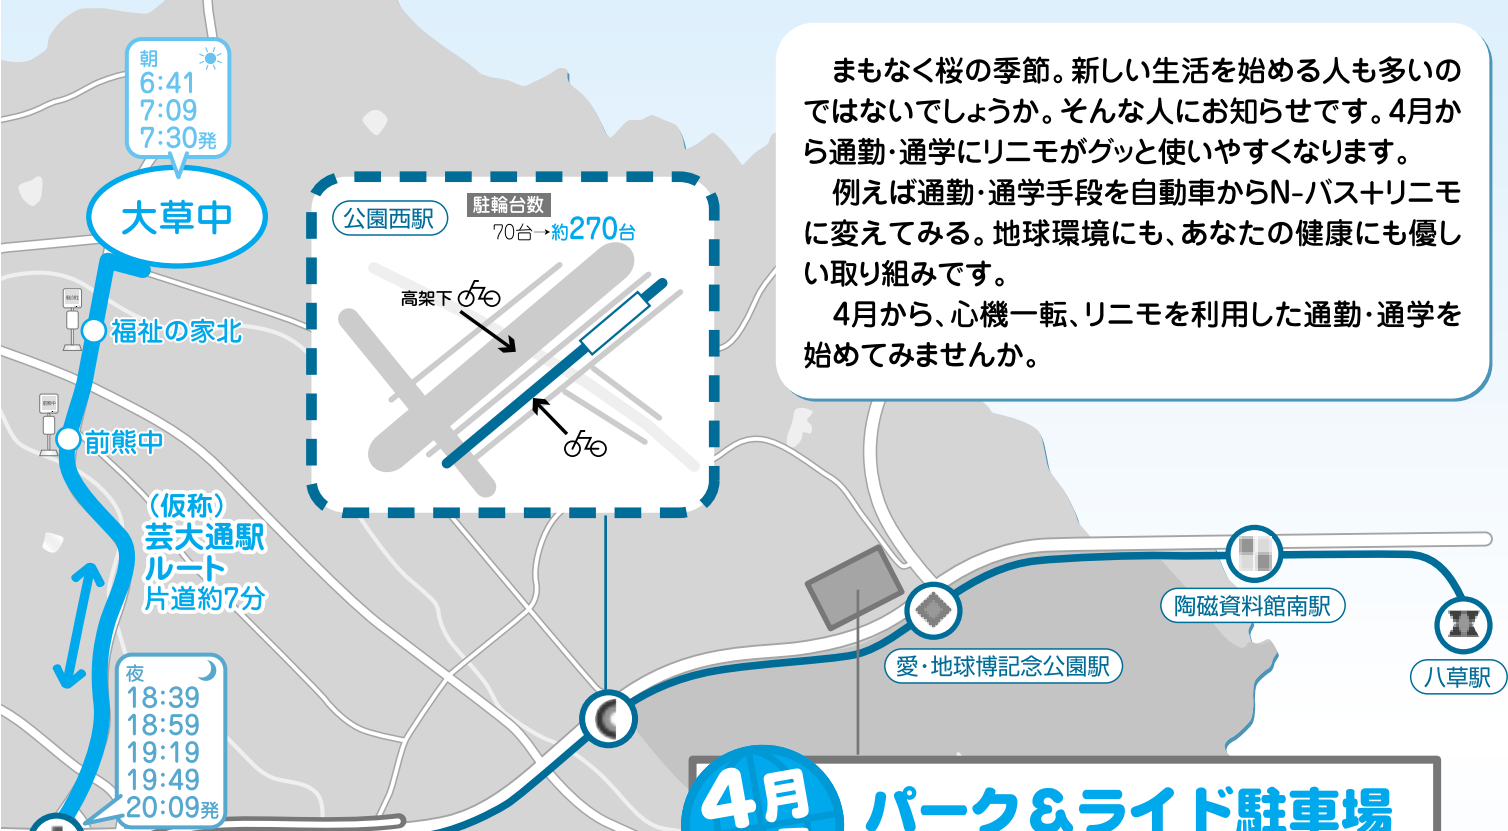 朝
6:41
7:09
7:30発
大草中
福祉の家北
前熊中
（仮称）
芸大通駅
ルート
片道約7分
夜
18:39
18:59
19:19
19:49
20:09発
公園西駅
駐輪台数
70台→約270台
高架下
まもなく桜の季節。新しい生活を始める人も多いの
ではないでしょうか。そんな人にお知らせです。4月か
ら通勤・通学にリニモがグッと使いやすくなります。
例えば通勤・通学手段を自動車からN-バス＋リニモ
に変えてみる。地球環境にも、あなたの健康にも優し
い取り組みです。
4月から、心機一転、リニモを利用した通勤・通学を
始めてみませんか。
愛・地球博記念公園駅
陶磁資料館南駅
八草駅
4月
パーク&ライド駐車場